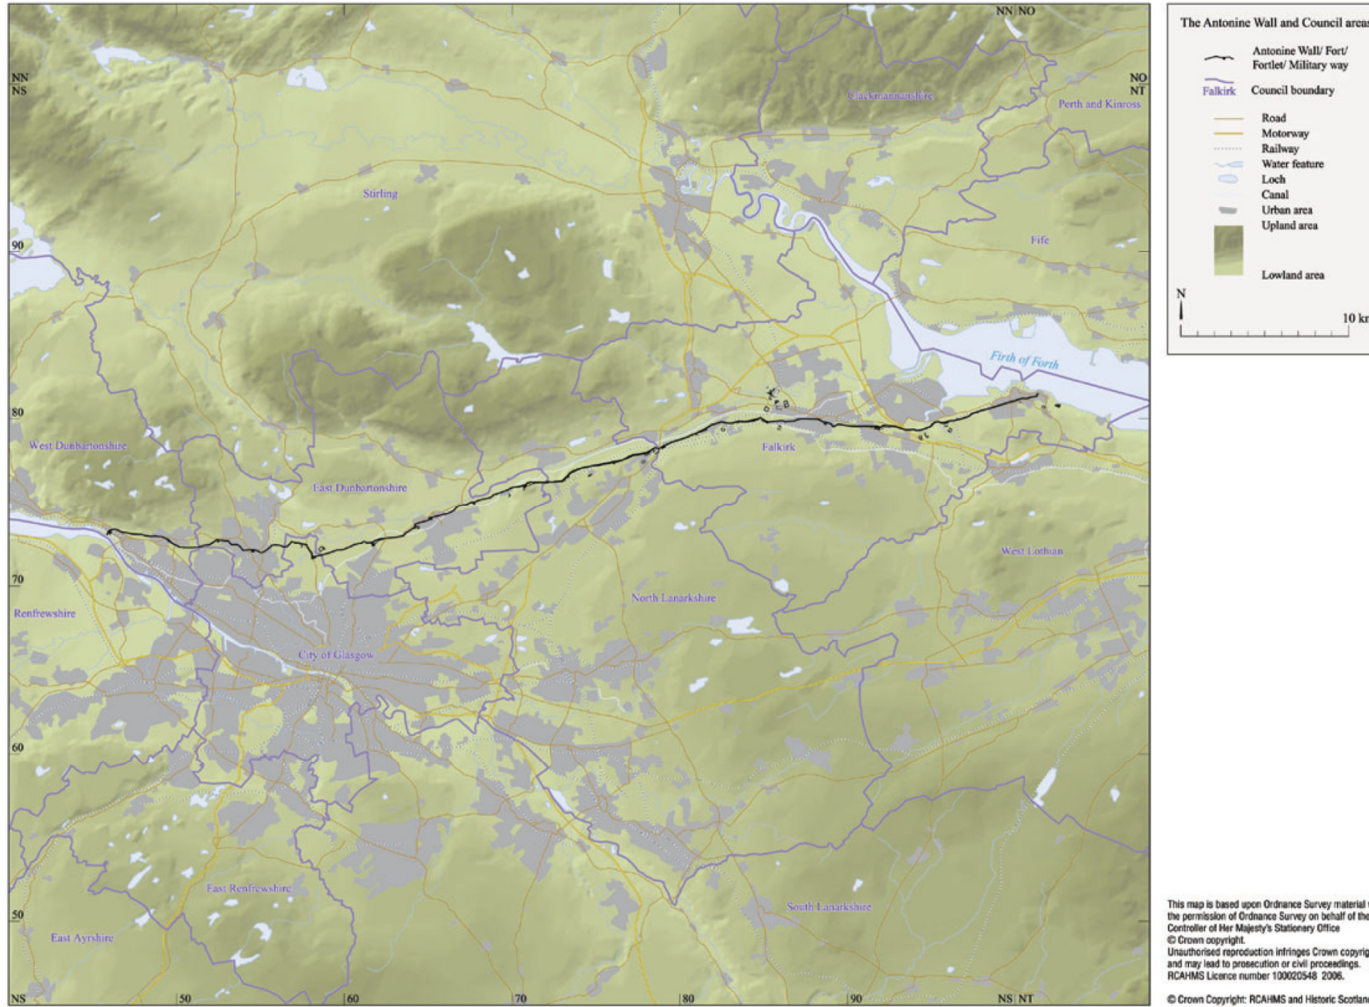 NN NO
NN
NS
NO
NT
Clackmannanshire
Perth and Kinross
Stirling
90
Fife
Firth of Forth
80
West Dunbartonshire
Falkirk
East Dunbartonshire
West Lothian
70
North Lanarkshire
Renfrewshire
City of Glasgow
60
East Renfrewshire
South Lanarkshire
50
East Ayrshire
NS
50
60
70
80
90
NS NT
The Antonine Wall and Council areas
Antonine Wall/ Fort/
Fortlet/ Military way
Falkirk Council boundary
Road
Motorway
Railway
Water feature
Loch
Canal
Urban area
Upland area
Lowland area
N
10 km
This map is based upon Ordnance Survey material
the permission of Ordnance Survey on behalf of the
Controller of Her Majesty's Stationery Office
© Crown copyright.
Unauthorised reproduction infringes Crown copyrig
and may lead to prosecution or civil proceedings.
RCAHMS Licence number 100020548 2006.
© Crown Copyright: RCAHMS and Historic Scotlan